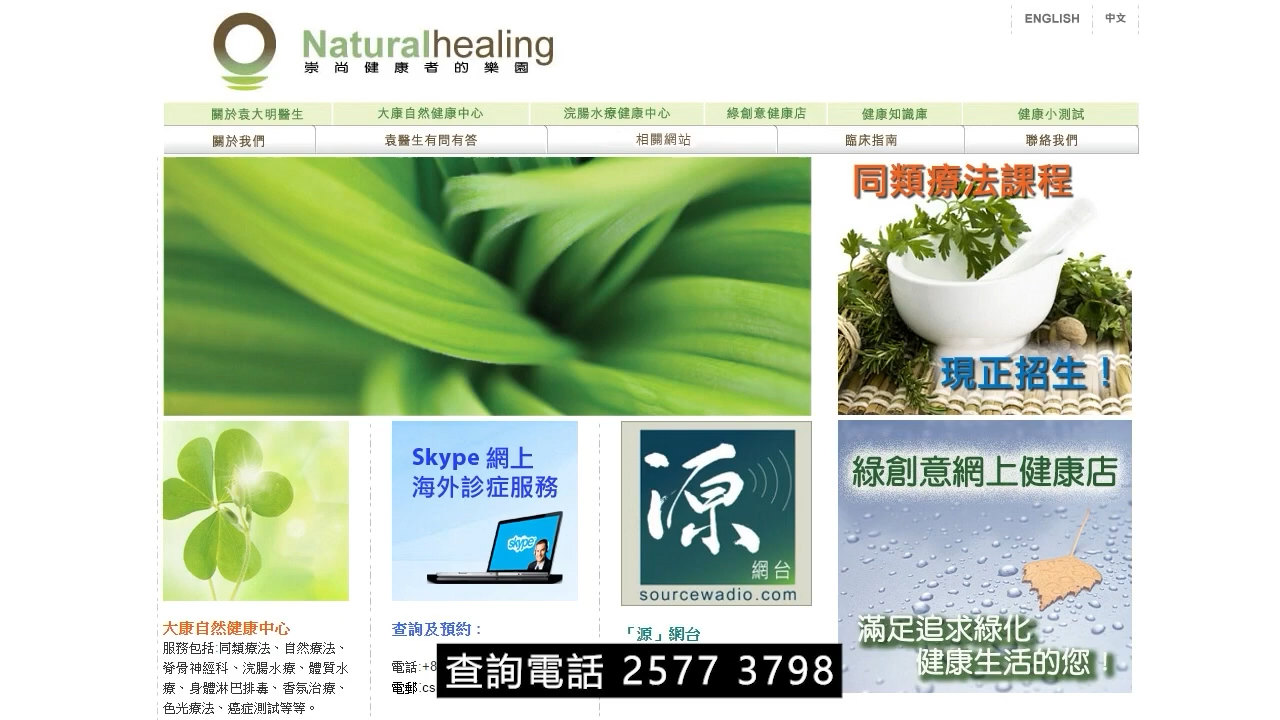 ENGLISH 中文
Naturalhealing
崇尚健康者的樂園
關於袁大明醫生 大康自然健康中心 浣腸水療健康中心 綠創意健康店 健康知識庫 健康小測試
關於我們 袁醫生有問有答 相關網站 臨床指南 聯絡我們
同類療法課程
現正招生！
Skype 網上
海外診症服務
skype
源
網台
sourcewadio.com
綠創意網上健康店
滿足追求綠化
健康生活的您！
大康自然健康中心
服務包括:同類療法、自然療法、
脊骨神經科、浣腸水療、體質水
療、身體淋巴排毒、香氛治療、
色光療法、癌症測試等等。
查詢及預約：
電話:+8
電郵:cs
「源」網台
查詢電話 2577 3798